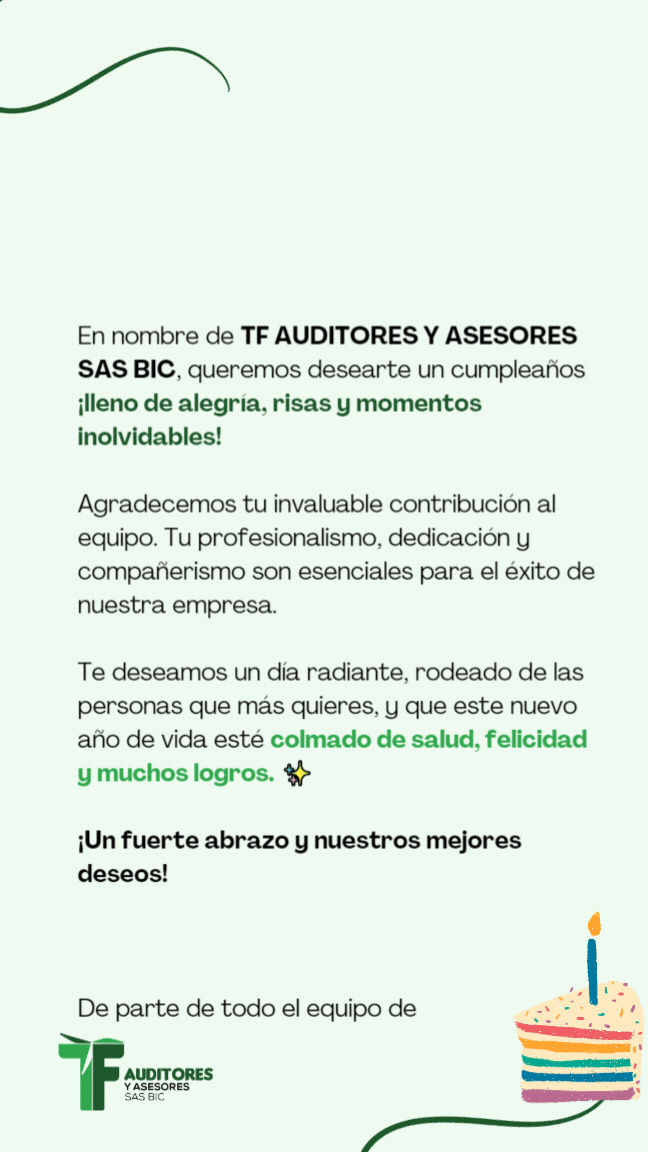 En nombre de TF AUDITORES Y ASESORES
SAS BIC, queremos desearte un cumpleaños
¡lleno de alegría, risas y momentos
inolvidables!
Agradecemos tu invaluable contribución al
equipo. Tu profesionalismo, dedicación y
compañerismo son esenciales para el éxito de
nuestra empresa.
Te deseamos un día radiante, rodeado de las
personas que más quieres, y que este nuevo
año de vida esté colmado de salud, felicidad
y muchos logros. ✨
¡Un fuerte abrazo y nuestros mejores
deseos!
De parte de todo el equipo de
TF AUDITORES
Y ASESORES
SAS BIC